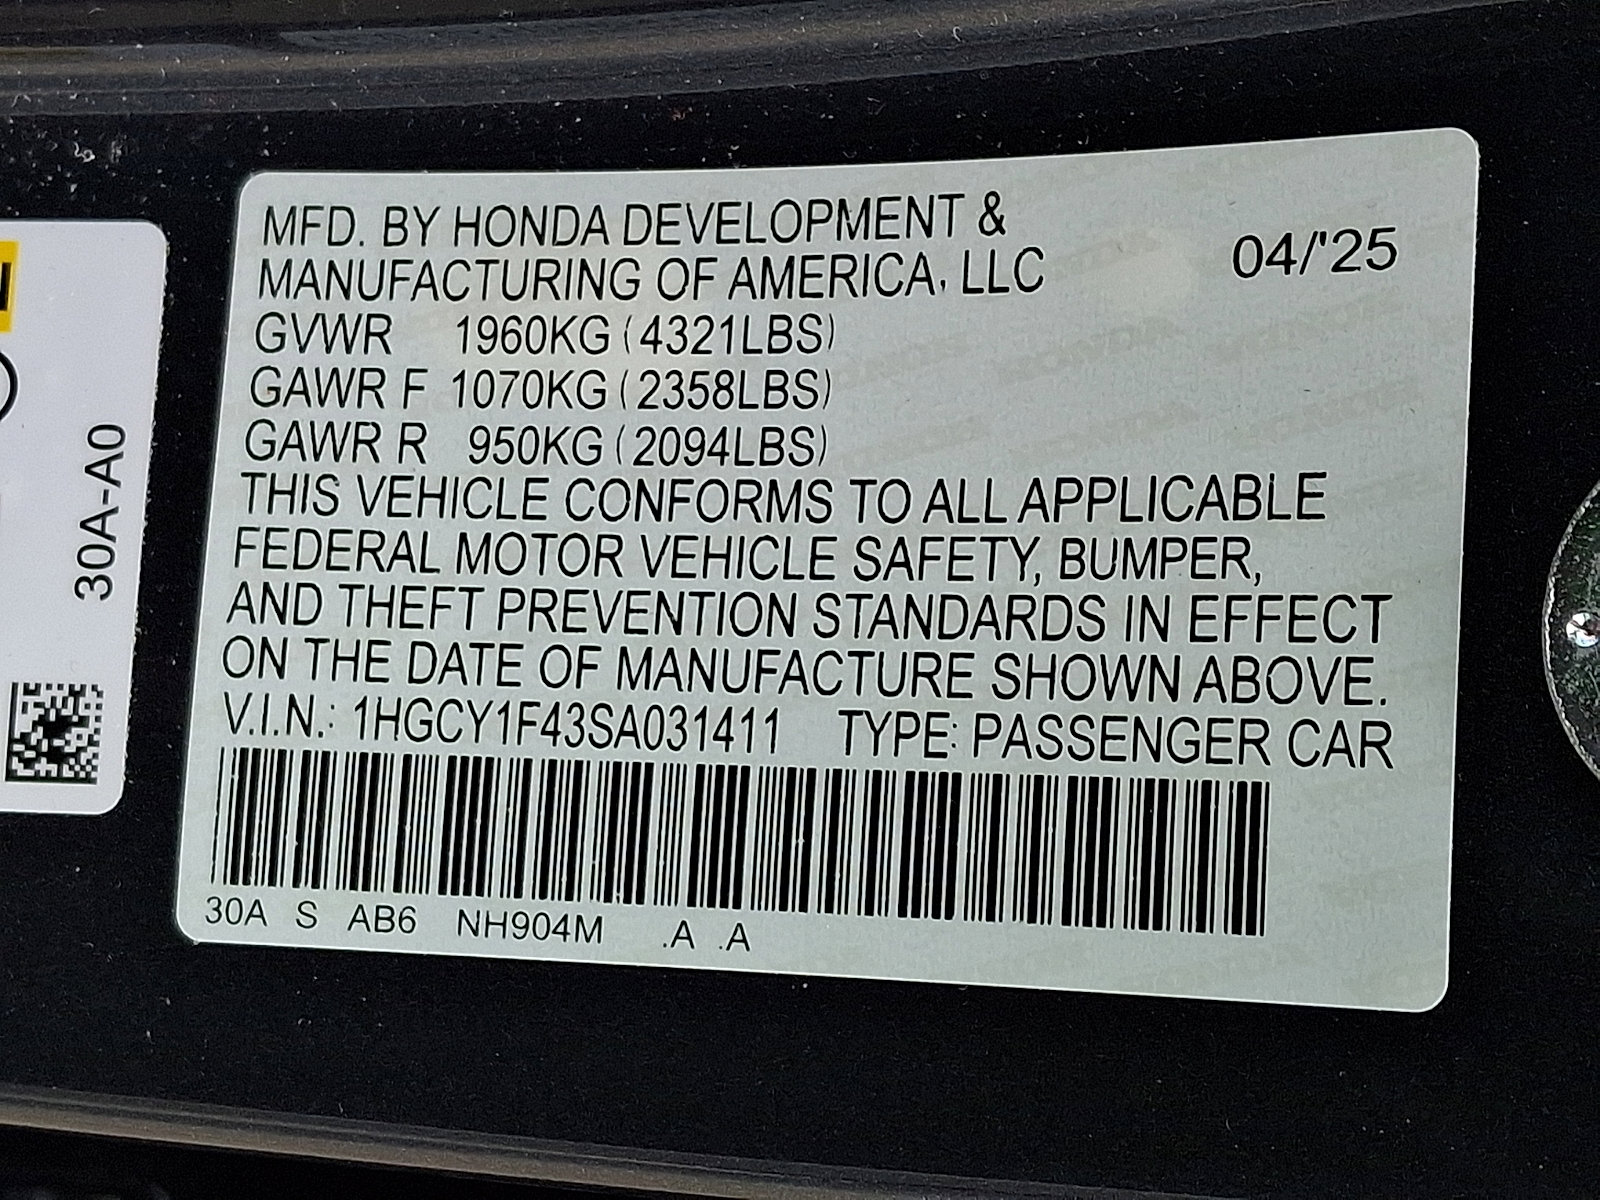 MFD. BY HONDA DEVELOPMENT &
MANUFACTURING OF AMERICA, LLC
04/'25
GVWR 1960KG (4321LBS)
GAWR F 1070KG (2358LBS)
GAWR R 950KG (2094LBS)
THIS VEHICLE CONFORMS TO ALL APPLICABLE
FEDERAL MOTOR VEHICLE SAFETY, BUMPER,
AND THEFT PREVENTION STANDARDS IN EFFECT
ON THE DATE OF MANUFACTURE SHOWN ABOVE.
V.I.N.: 1HGCY1F43SA031411 TYPE: PASSENGER CAR
30A S AB6 NH904M .A .A
30A-A0